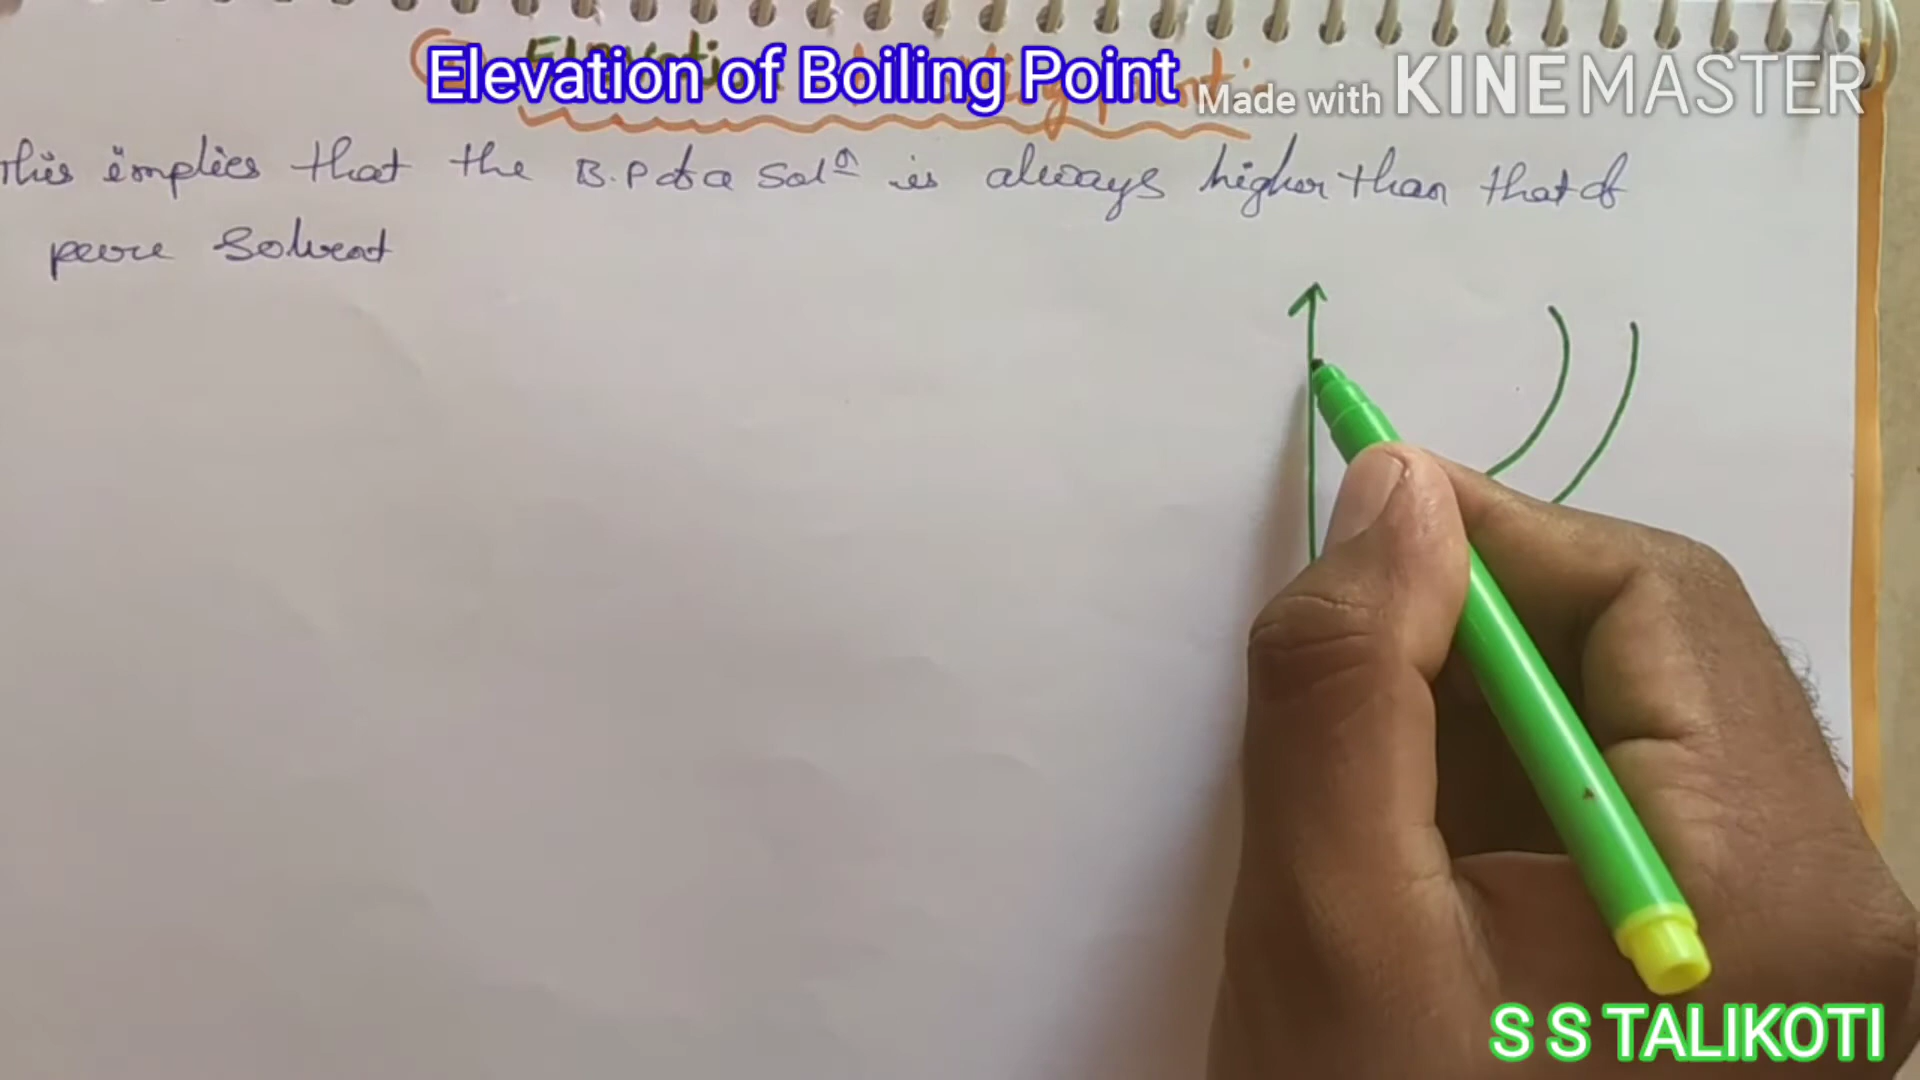 Elevation of Boiling Point
Made with KINEMASTER
This implies that the B.P of a Solⁿ is always higher than that of
pure Solvent
S S TALIKOTI